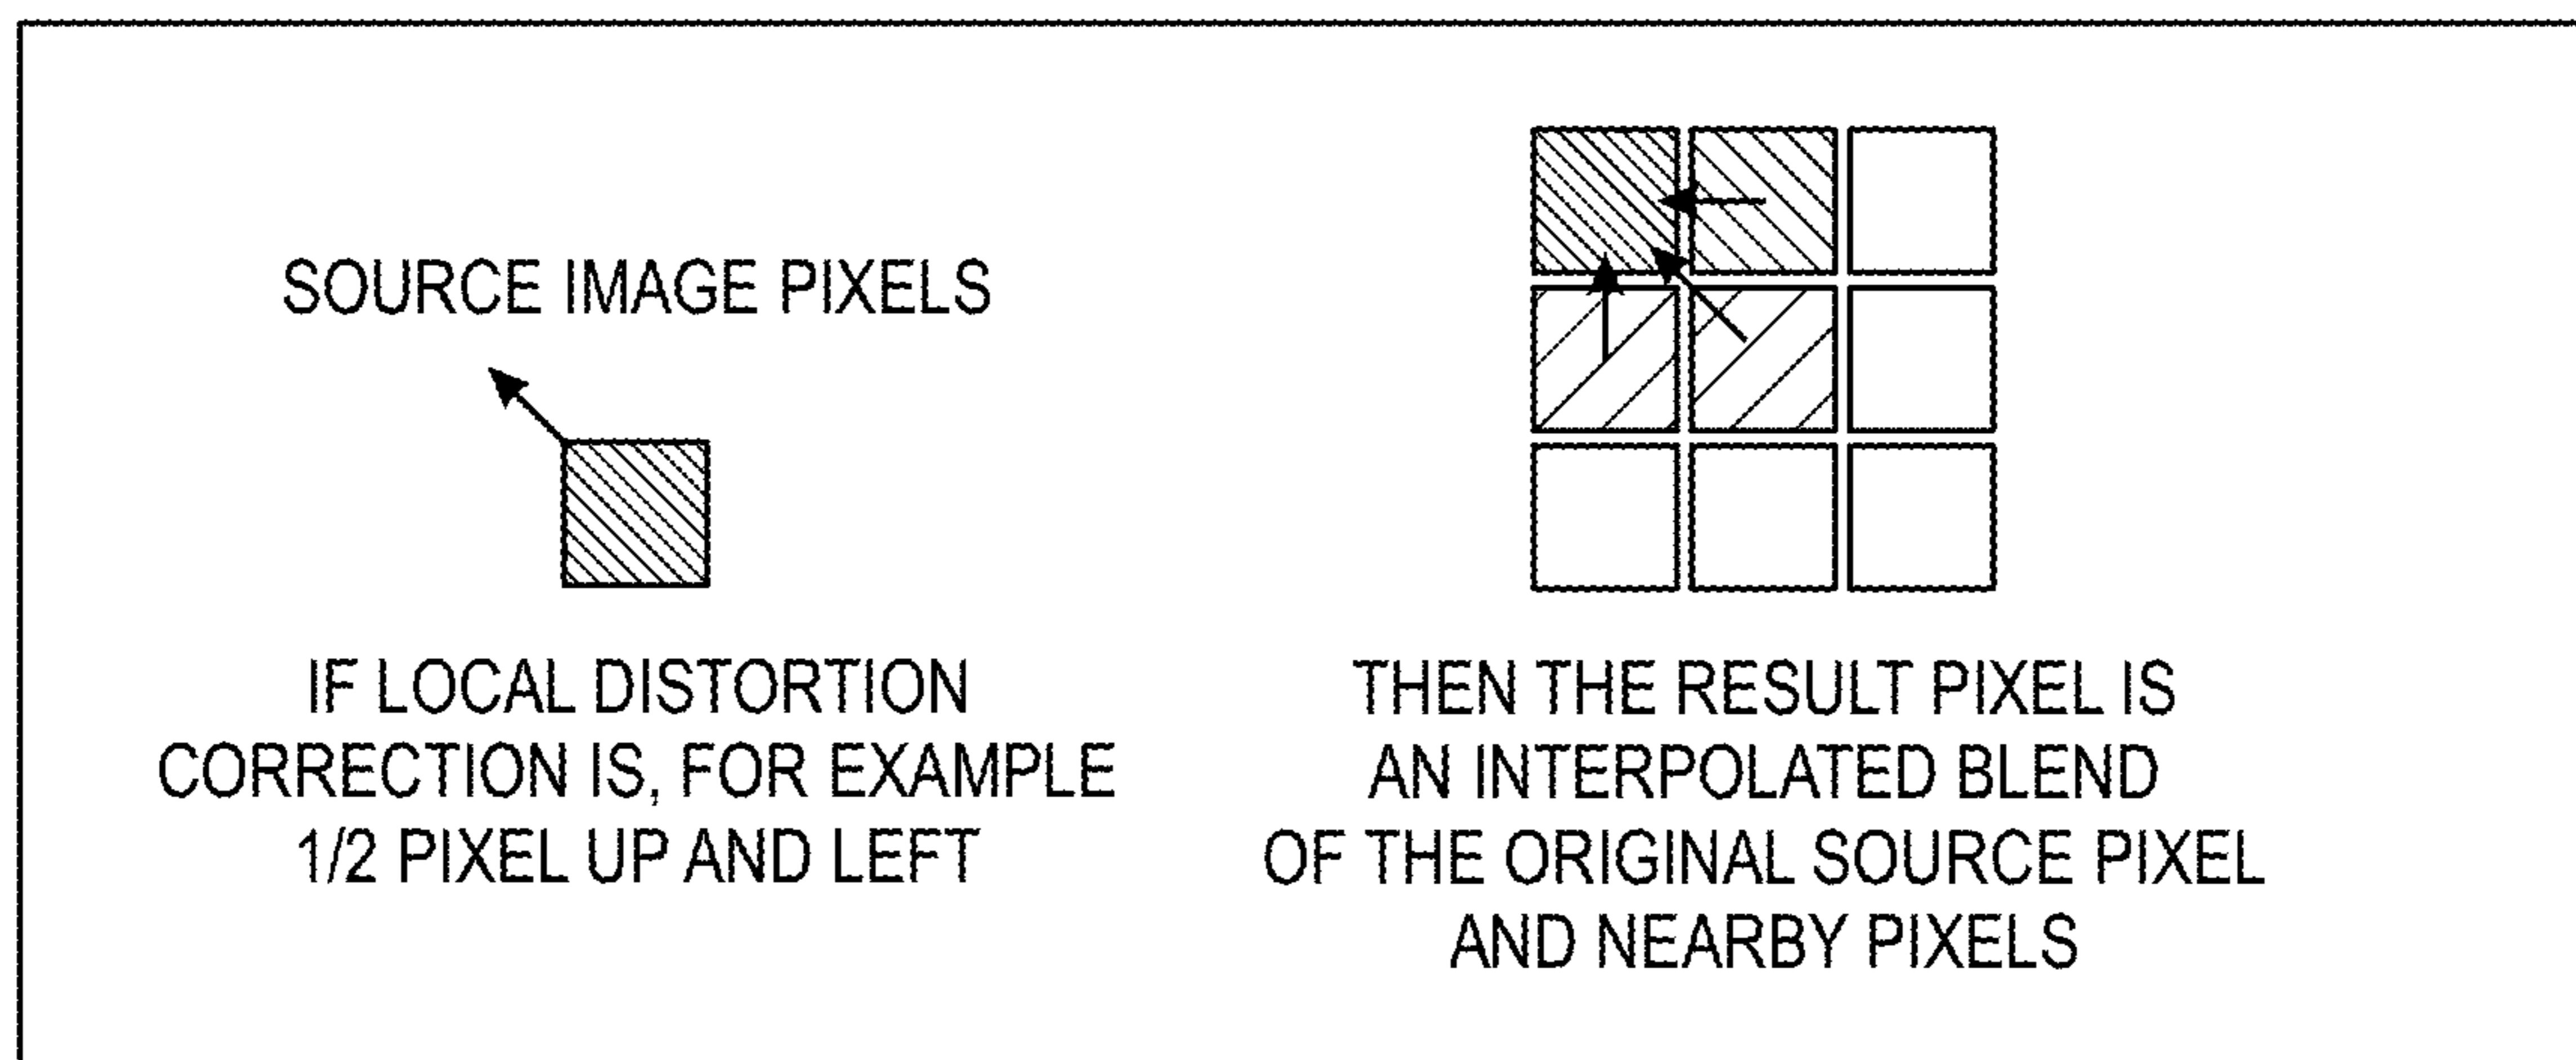 SOURCE IMAGE PIXELS
IF LOCAL DISTORTION
CORRECTION IS, FOR EXAMPLE
1/2 PIXEL UP AND LEFT
THEN THE RESULT PIXEL IS
AN INTERPOLATED BLEND
OF THE ORIGINAL SOURCE PIXEL
AND NEARBY PIXELS